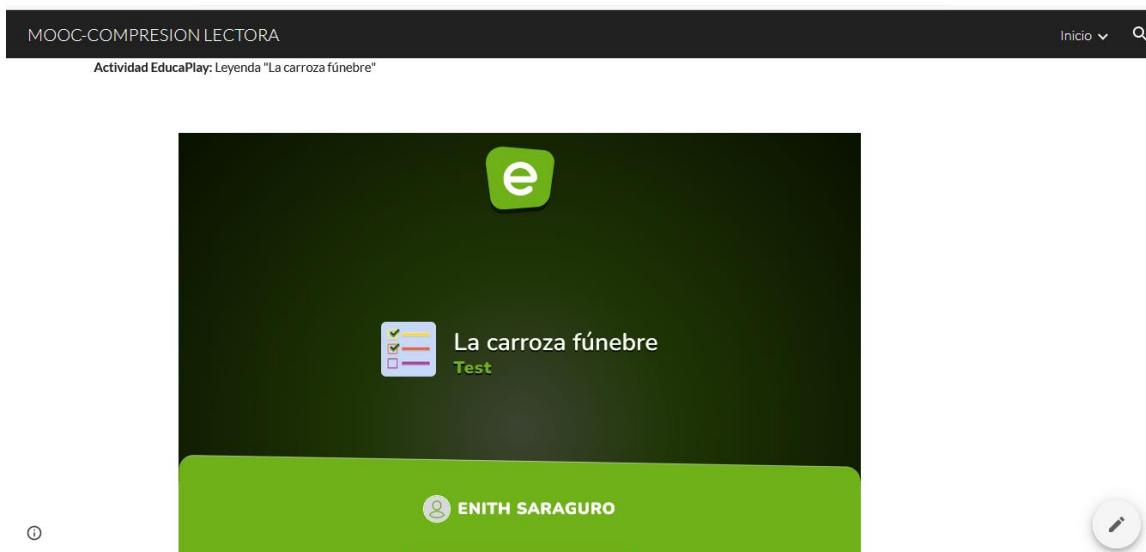 MOOC-COMPRESION LECTORA
Inicio
Actividad EducaPlay: Leyenda "La carroza fúnebre"
e
La carroza fúnebre
Test
ENITH SARAGURO